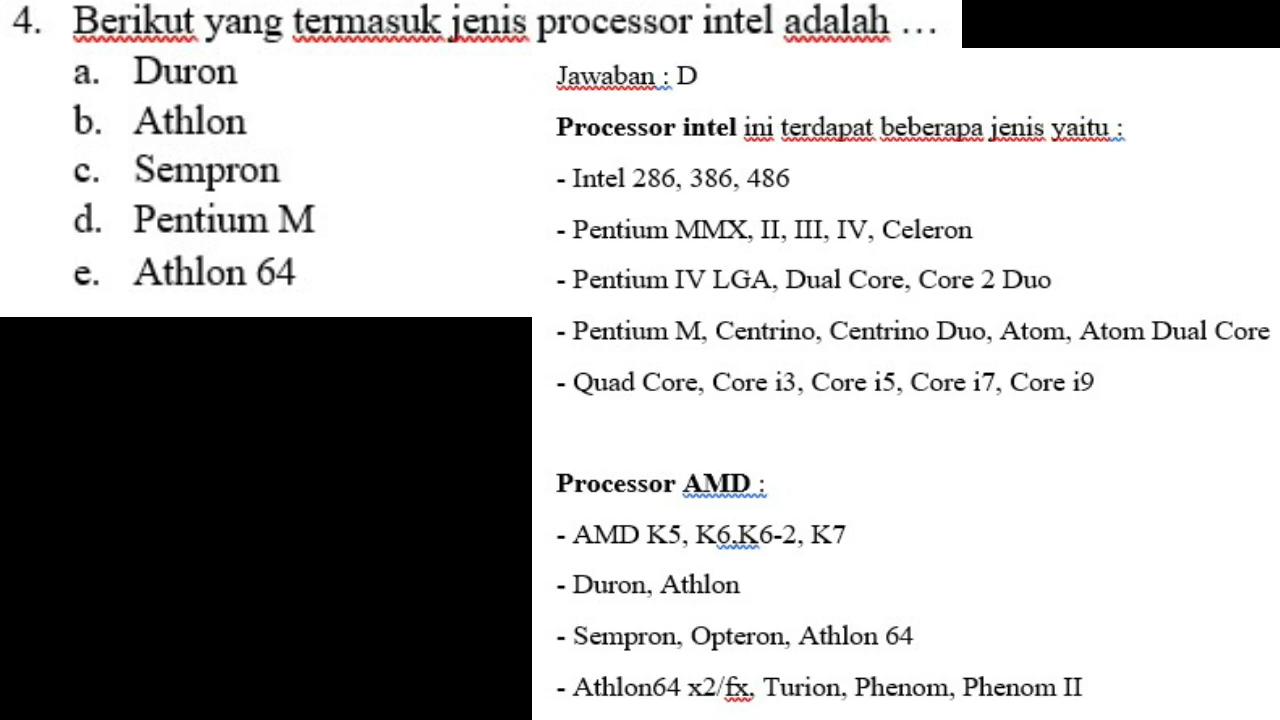 4. Berikut yang termasuk jenis processor intel adalah ...
a. Duron
b. Athlon
c. Sempron
d. Pentium M
e. Athlon 64
Jawaban : D
Processor intel ini terdapat beberapa jenis yaitu :
- Intel 286, 386, 486
- Pentium MMX, II, III, IV, Celeron
- Pentium IV LGA, Dual Core, Core 2 Duo
- Pentium M, Centrino, Centrino Duo, Atom, Atom Dual Core
- Quad Core, Core i3, Core i5, Core i7, Core i9
Processor AMD :
- AMD K5, K6,K6-2, K7
- Duron, Athlon
- Sempron, Opteron, Athlon 64
- Athlon64 x2/fx, Turion, Phenom, Phenom II